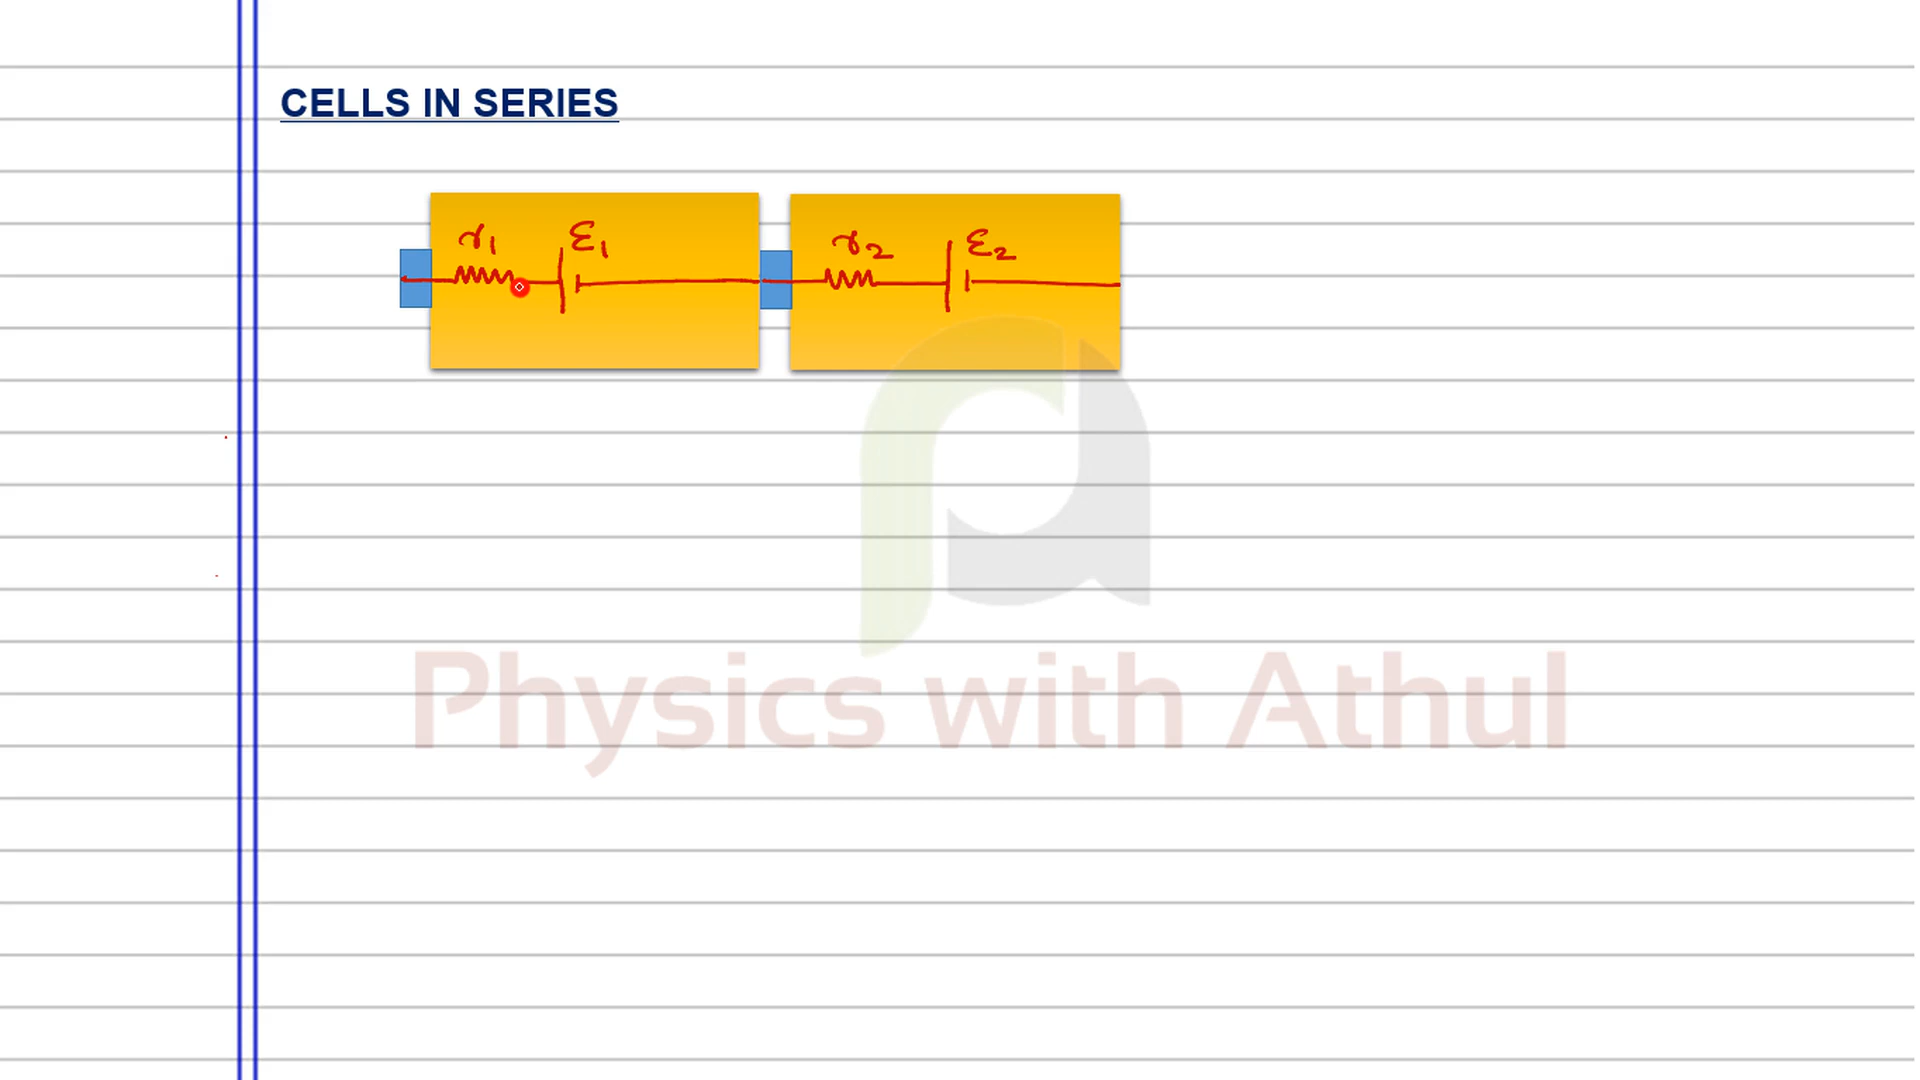 CELLS IN SERIES
r1 ε1 r2 ε2
Physics with Athul